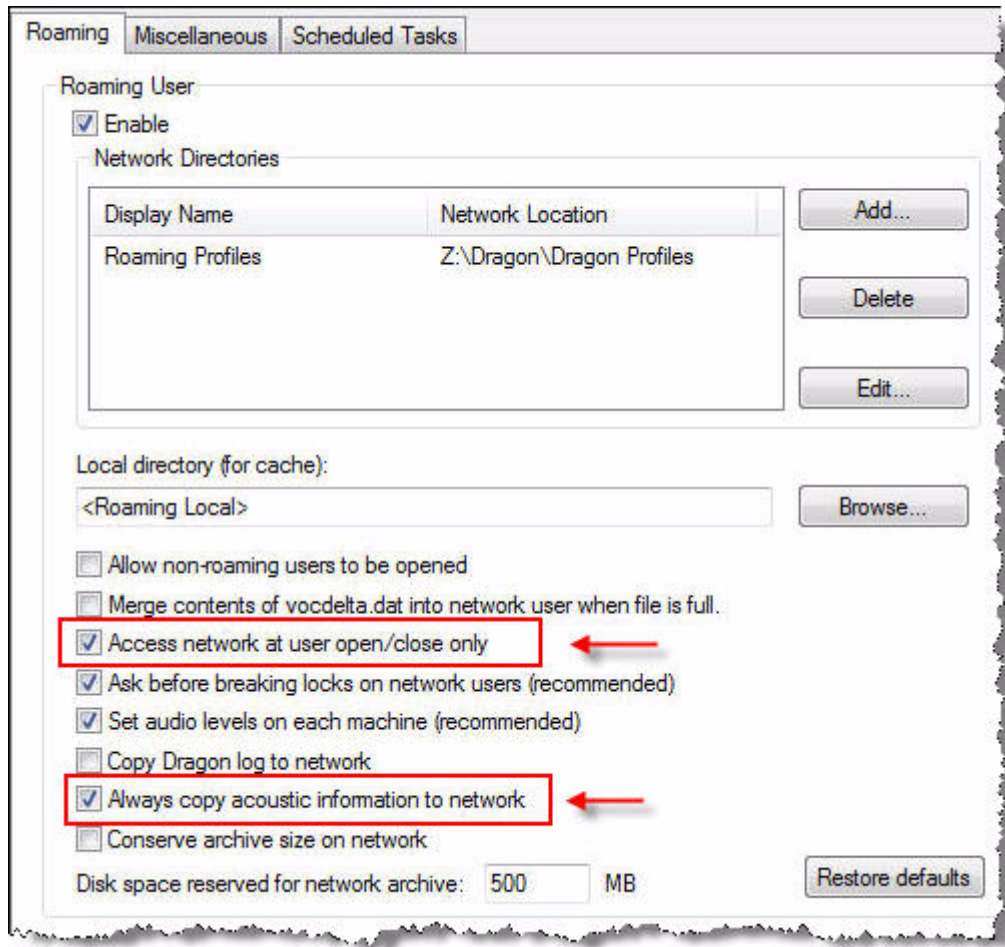 Roaming Miscellaneous Scheduled Tasks
Roaming User
Enable
Network Directories
Display Name Network Location
Roaming Profiles Z:\Dragon\Dragon Profiles
Add...
Delete
Edit...
Local directory (for cache):
<Roaming Local> Browse...
Allow non-roaming users to be opened
Merge contents of vocdelta.dat into network user when file is full.
Access network at user open/close only
Ask before breaking locks on network users (recommended)
Set audio levels on each machine (recommended)
Copy Dragon log to network
Always copy acoustic information to network
Conserve archive size on network
Disk space reserved for network archive: 500 MB Restore defaults